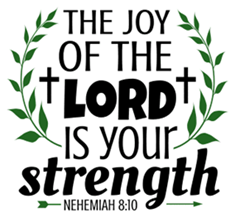 THE JOY
OF THE
LORD
IS YOUR
strength
NEHEMIAH 8:10